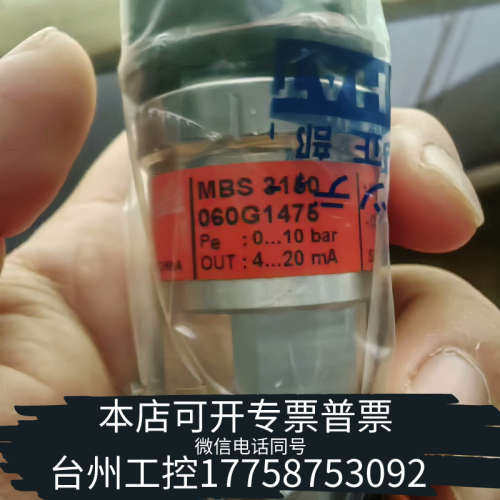 MBS
060G1475
Pe : 0...10 bar
OUT : 4...20 mA
本店可开专票普票
微信电话同号
台州工控17758753092